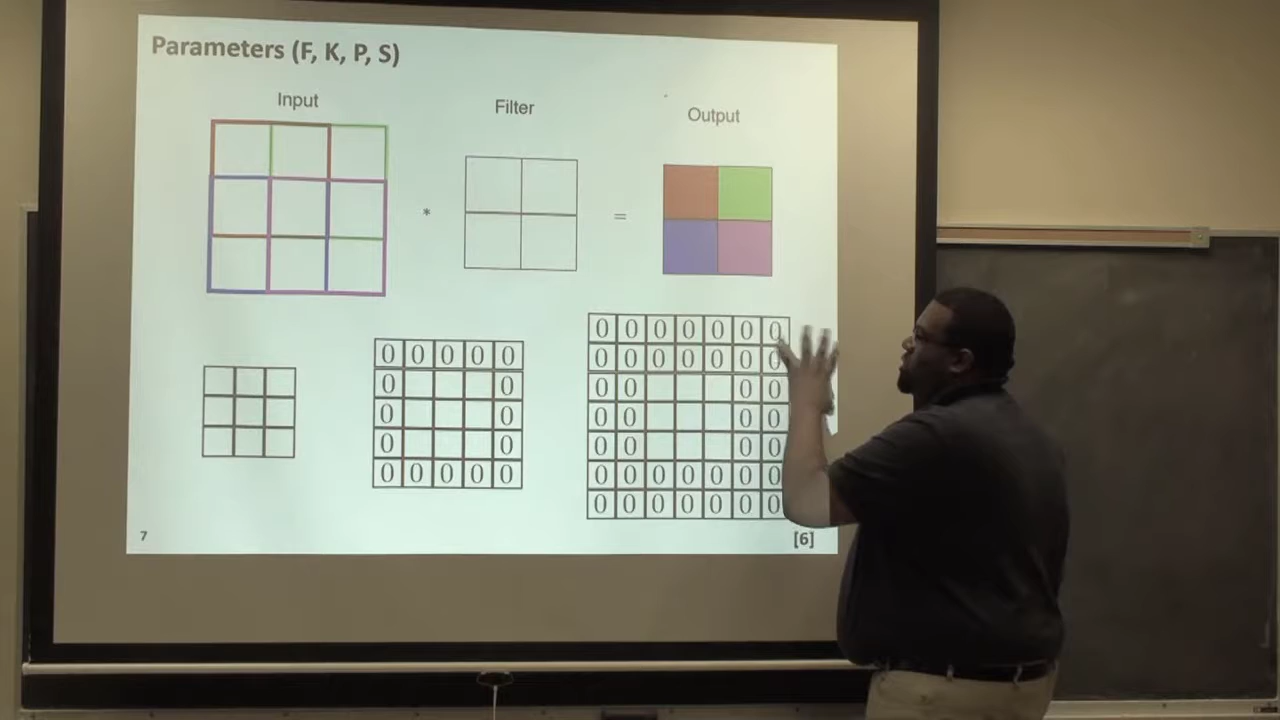 Parameters (F, K, P, S)
Input
Filter
Output
*
=
0 0 0 0 0 0 0
0 0 0 0 0 0 0
0 0 0 0 0
0 0 0 0 0
0 0 0 0
0 0 0 0 0 0
0 0 0 0 0
0 0 0 0 0 0 0
0 0 0 0 0 0 0 0 0 0 0 0
7
[6]